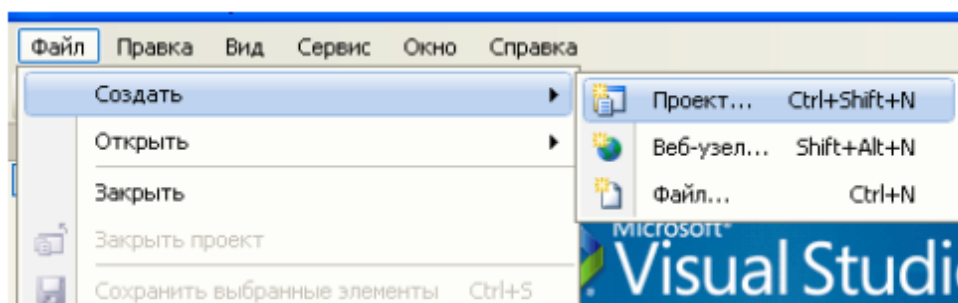 Файл Правка Вид Сервис Окно Справка
Создать
Проект... Ctrl+Shift+N
Открыть
Веб-узел... Shift+Alt+N
Закрыть
Файл... Ctrl+N
Закрыть проект
Microsoft®
Visual Studi
Сохранить выбранные элементы Ctrl+S